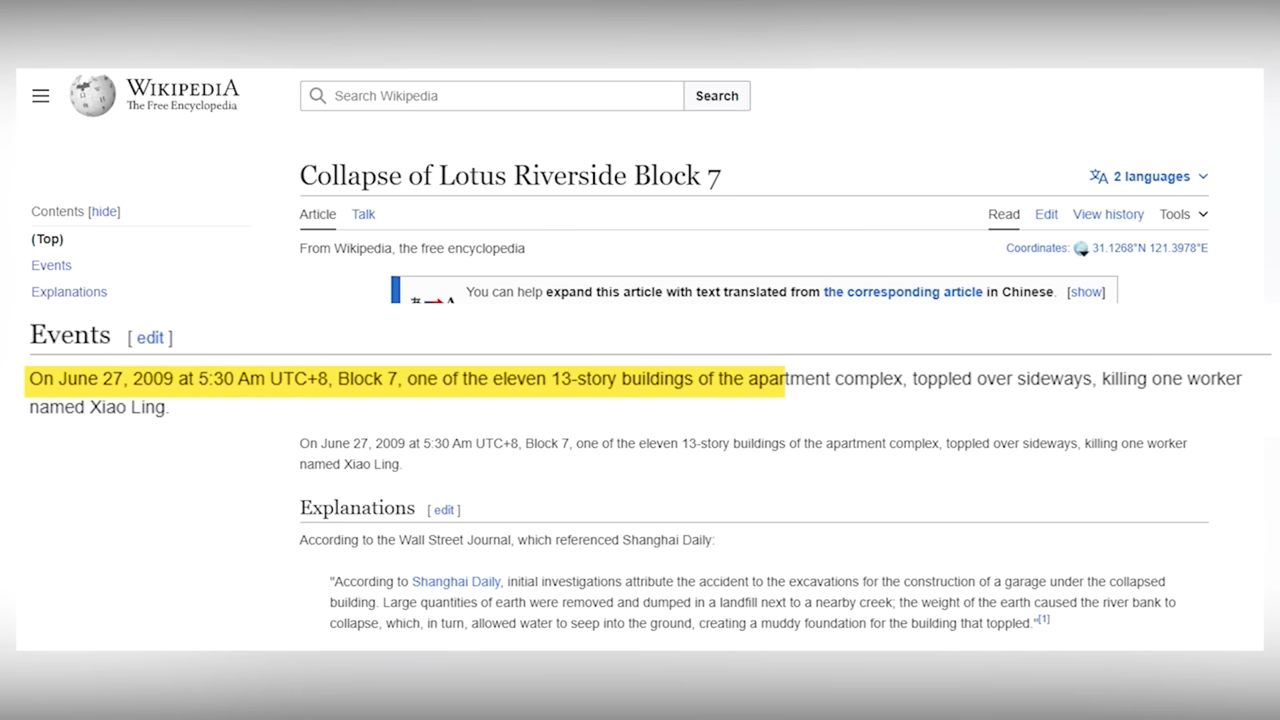 WIKIPEDIA
The Free Encyclopedia
Search Wikipedia
Search
Collapse of Lotus Riverside Block 7
2 languages
Contents [hide]
Article Talk
Read Edit View history Tools
(Top)
From Wikipedia, the free encyclopedia
Coordinates: 31.1268°N 121.3978°E
Events
Explanations
You can help expand this article with text translated from the corresponding article in Chinese. [show]
Events [ edit ]
On June 27, 2009 at 5:30 Am UTC+8, Block 7, one of the eleven 13-story buildings of the apartment complex, toppled over sideways, killing one worker
named Xiao Ling.
On June 27, 2009 at 5:30 Am UTC+8, Block 7, one of the eleven 13-story buildings of the apartment complex, toppled over sideways, killing one worker
named Xiao Ling.
Explanations [ edit ]
According to the Wall Street Journal, which referenced Shanghai Daily:
"According to Shanghai Daily, initial investigations attribute the accident to the excavations for the construction of a garage under the collapsed
building. Large quantities of earth were removed and dumped in a landfill next to a nearby creek; the weight of the earth caused the river bank to
collapse, which, in turn, allowed water to seep into the ground, creating a muddy foundation for the building that toppled."[1]